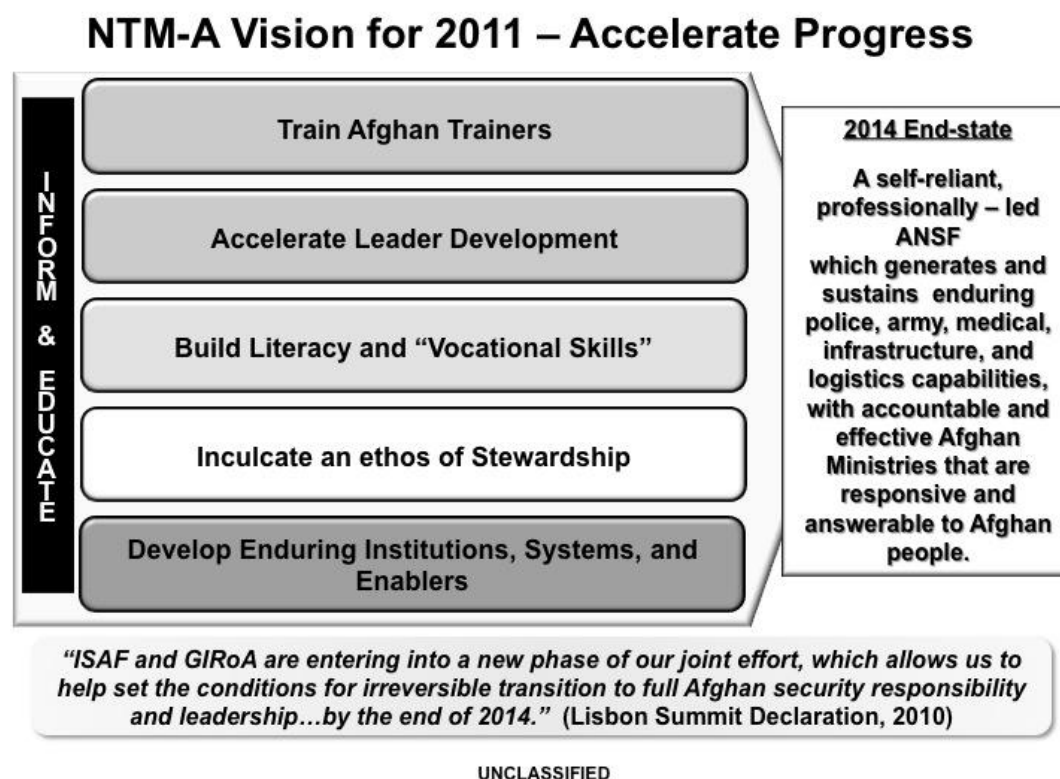 NTM-A Vision for 2011 – Accelerate Progress
INFORM & EDUCATE
Train Afghan Trainers
Accelerate Leader Development
Build Literacy and “Vocational Skills”
Inculcate an ethos of Stewardship
Develop Enduring Institutions, Systems, and
Enablers
2014 End-state
A self-reliant,
professionally – led
ANSF
which generates and
sustains enduring
police, army, medical,
infrastructure, and
logistics capabilities,
with accountable and
effective Afghan
Ministries that are
responsive and
answerable to Afghan
people.
“ISAF and GIRoA are entering into a new phase of our joint effort, which allows us to
help set the conditions for irreversible transition to full Afghan security responsibility
and leadership…by the end of 2014.” (Lisbon Summit Declaration, 2010)
UNCLASSIFIED